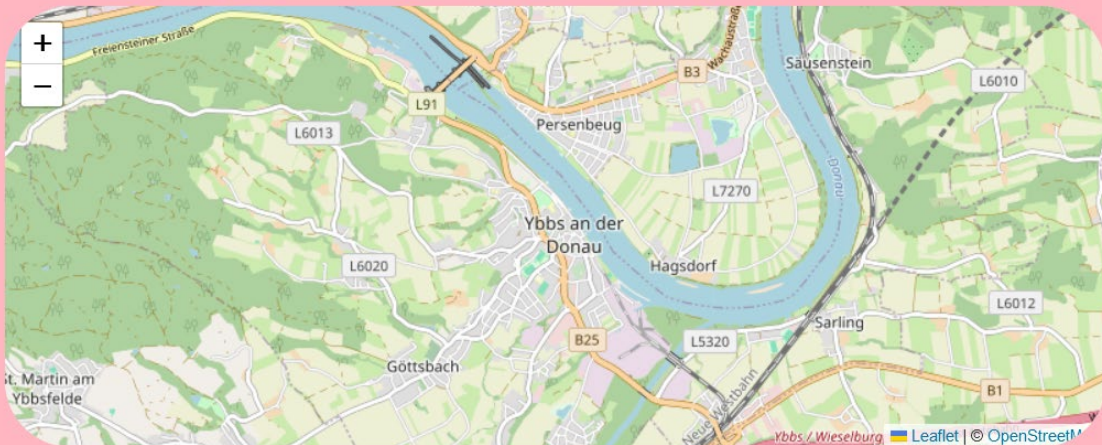 +
−
Freiensteiner Straße
Wachaustraße
Säusenstein
B3
L6010
L91
L6013
Persenbeug
Donau
L7270
Ybbs an der
Donau
L6020
Hagsdorf
L6012
Sarling
B25
L5320
Göttsbach
St. Martin am
Ybbsfelde
Neue Westbahn
B1
Ybbs / Wieselburg
Leaflet | © OpenStreetM